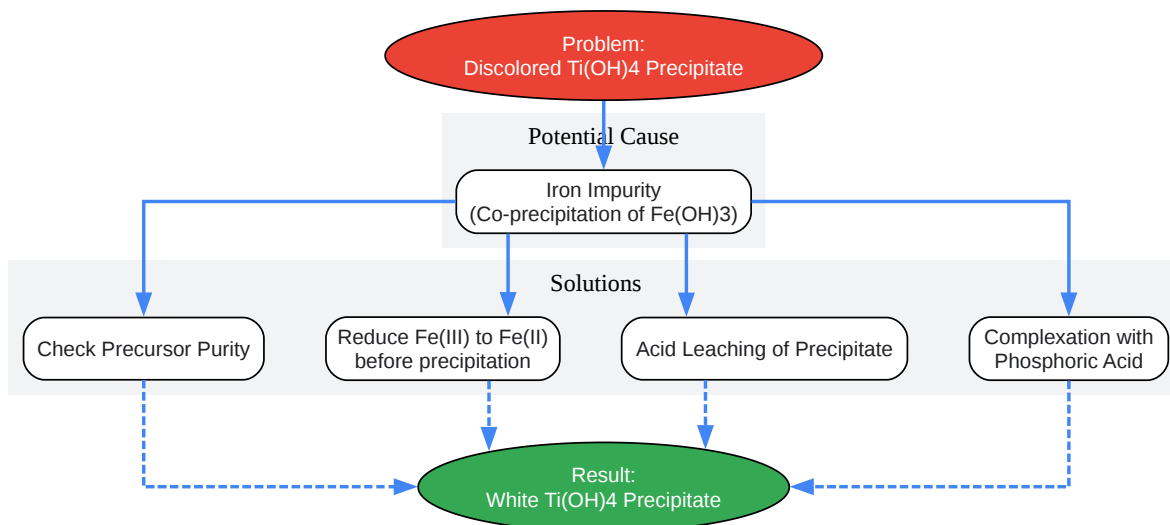 Problem:
Discolored Ti(OH)4 Precipitate
Potential Cause
Iron Impurity
(Co-precipitation of Fe(OH)3)
Solutions
Check Precursor Purity
Reduce Fe(III) to Fe(II)
before precipitation
Acid Leaching of Precipitate
Complexation with
Phosphoric Acid
Result:
White Ti(OH)4 Precipitate